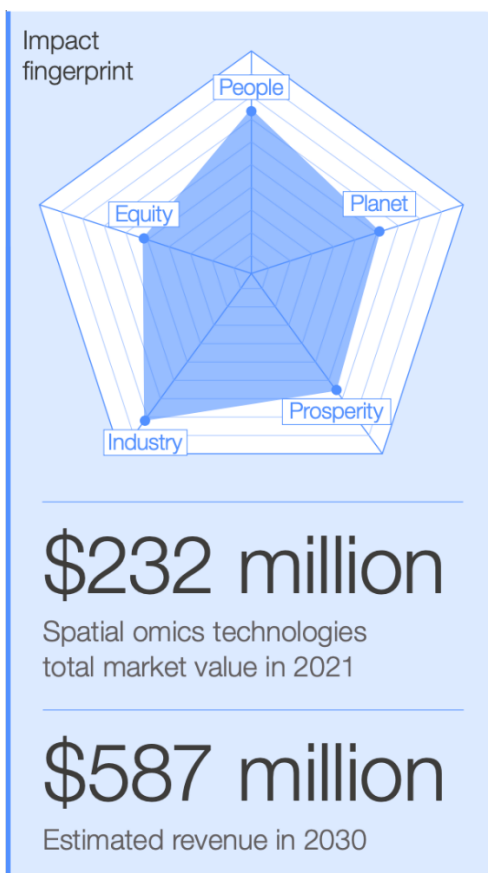 Impact
fingerprint
People
Planet
Equity
Prosperity
Industry
$232 million
Spatial omics technologies
total market value in 2021
$587 million
Estimated revenue in 2030